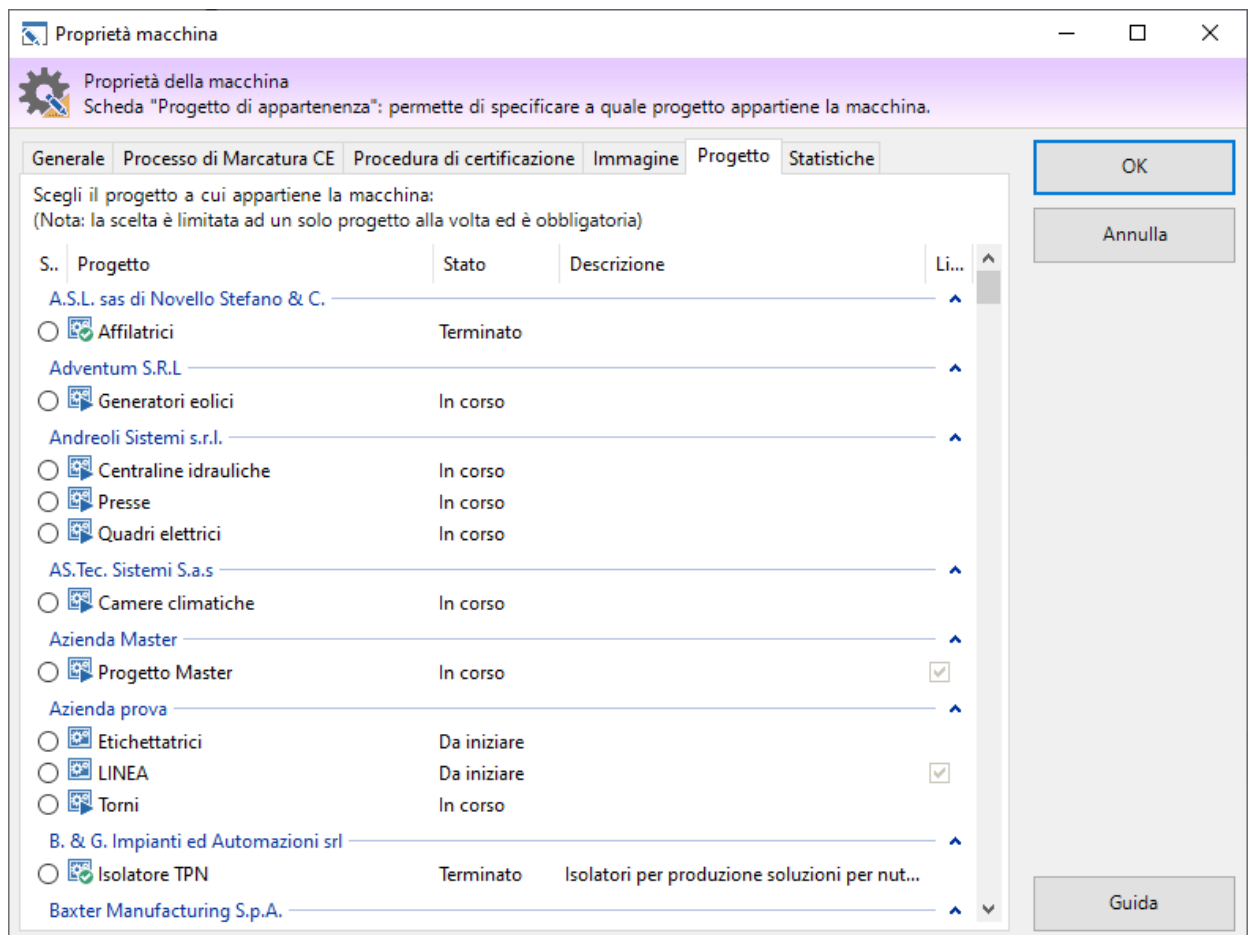 Proprietà macchina
Proprietà della macchina
Scheda "Progetto di appartenenza": permette di specificare a quale progetto appartiene la macchina.
Generale Processo di Marcatura CE Procedura di certificazione Immagine Progetto Statistiche
OK
Scegli il progetto a cui appartiene la macchina:
(Nota: la scelta è limitata ad un solo progetto alla volta ed è obbligatoria)
Annulla
S.. Progetto Stato Descrizione Li...
A.S.L. sas di Novello Stefano & C.
Affilatrici Terminato
Adventum S.R.L
Generatori eolici In corso
Andreoli Sistemi s.r.l.
Centraline idrauliche In corso
Presse In corso
Quadri elettrici In corso
AS.Tec. Sistemi S.a.s
Camere climatiche In corso
Azienda Master
Progetto Master In corso
Azienda prova
Etichettatrici Da iniziare
LINEA Da iniziare
Torni In corso
B. & G. Impianti ed Automazioni srl
Isolatore TPN Terminato Isolatori per produzione soluzioni per nut...
Baxter Manufacturing S.p.A.
Guida